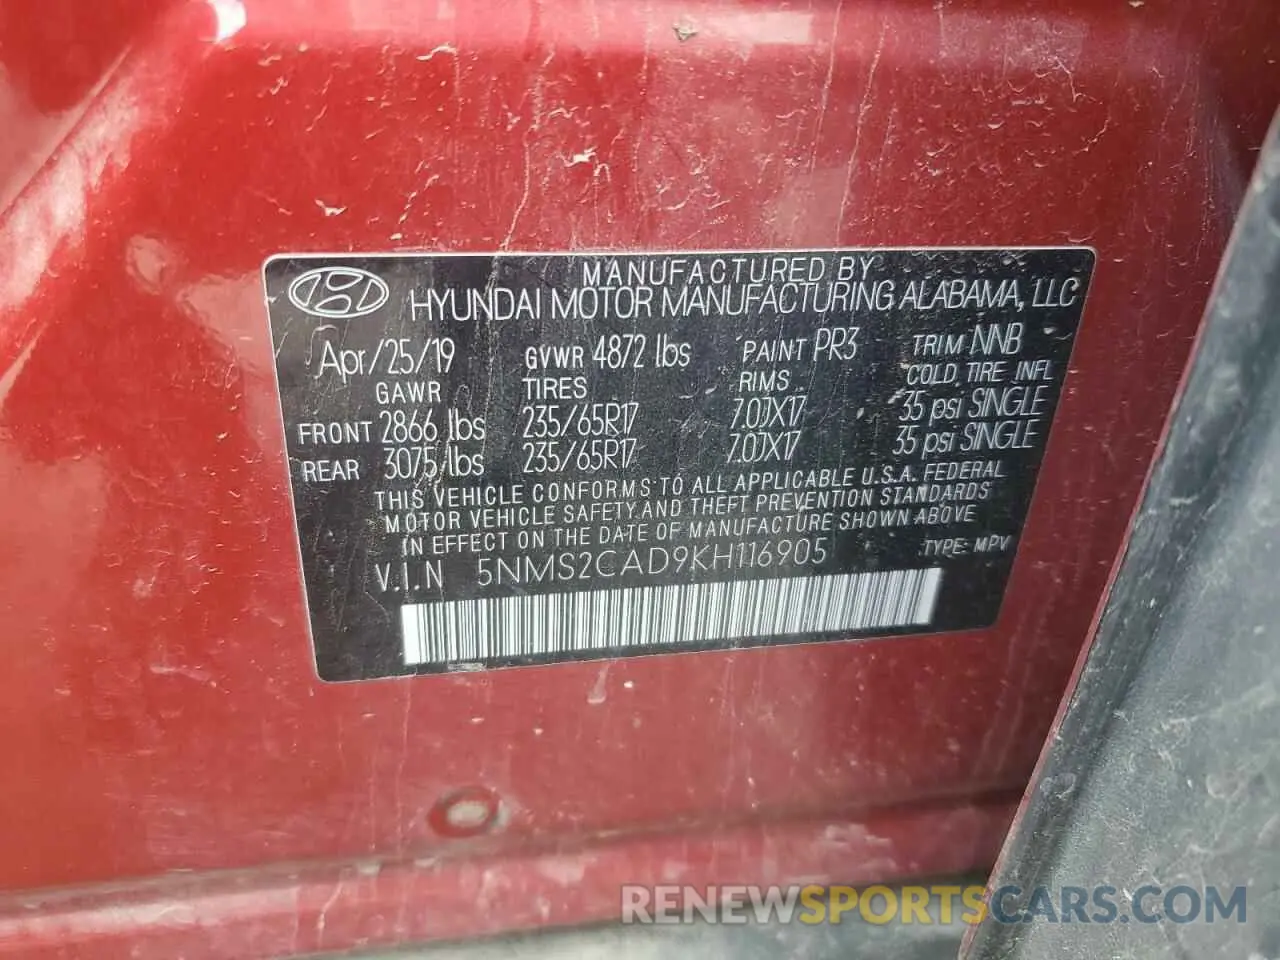 MANUFACTURED BY
HYUNDAI MOTOR MANUFACTURING ALABAMA, LLC
Apr/25/19 GVWR 4872 lbs PAINT PR3 TRIM NNB
GAWR TIRES RIMS COLD TIRE INFL
FRONT 2866 lbs 235/65R17 7.0JX17 35 psi SINGLE
REAR 3075 lbs 235/65R17 7.0JX17 35 psi SINGLE
THIS VEHICLE CONFORMS TO ALL APPLICABLE U.S.A. FEDERAL
MOTOR VEHICLE SAFETY AND THEFT PREVENTION STANDARDS
IN EFFECT ON THE DATE OF MANUFACTURE SHOWN ABOVE
V.I.N 5NMS2CAD9KH116905 TYPE: MPV
RENEWSPORTSCARS.COM